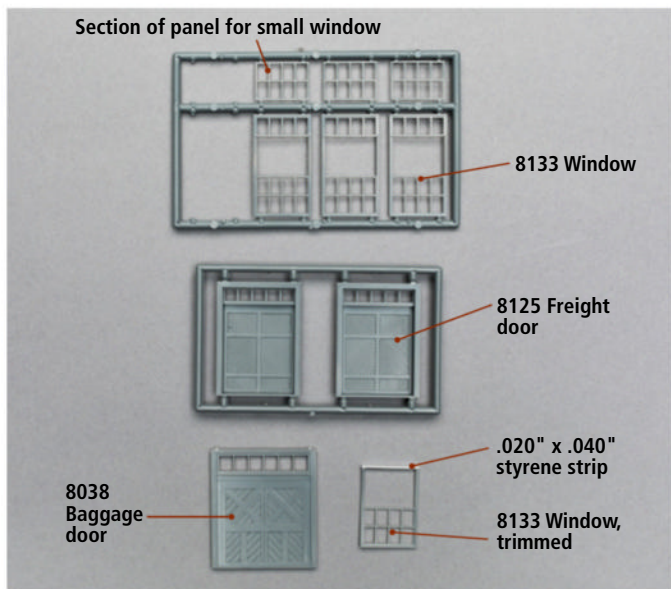 Section of panel for small window
8133 Window
8125 Freight
door
.020" x .040"
styrene strip
8038
Baggage
door
8133 Window,
trimmed